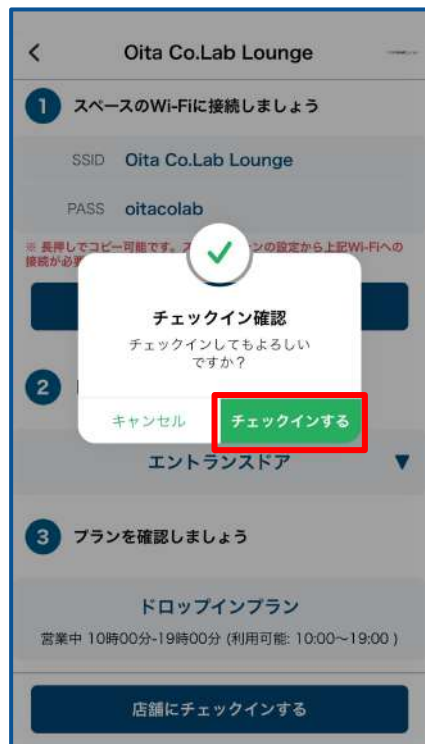 Oita Co.Lab Lounge
1 スペースのWi-Fiに接続しましょう
SSID Oita Co.Lab Lounge
PASS oitacolab
※ 長押しでコピー可能です。ス ンの設定から上記Wi-Fiへの
接続が必
チェックイン確認
チェックインしてもよろしい
ですか?
2
キャンセル チェックインする
エントランスドア ▼
3 プランを確認しましょう
ドロップインプラン
営業中 10時00分-19時00分 (利用可能: 10:00〜19:00 )
店舗にチェックインする